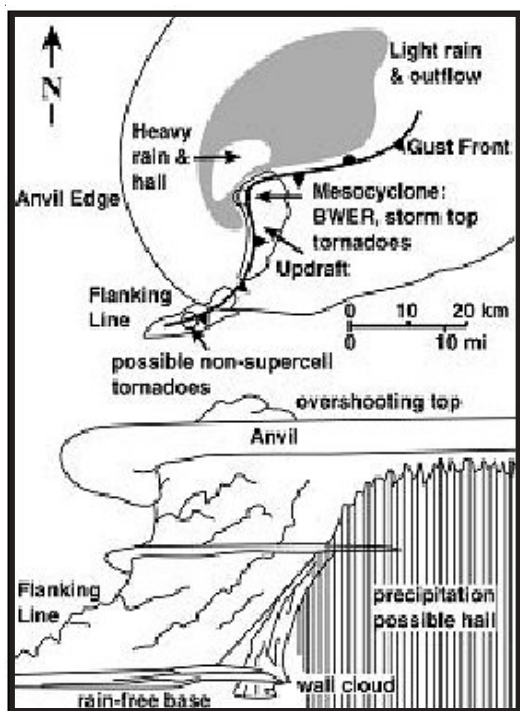 N
Light rain
& outflow
Heavy
rain &
hail
Gust Front
Anvil Edge
Mesocyclone:
BWER, storm top
tornadoes
Updraft
Flanking
Line
0 10 20 km
0 10 mi
possible non-supercell
tornadoes
overshooting top
Anvil
Flanking
Line
precipitation
possible hail
wall cloud
rain-free base